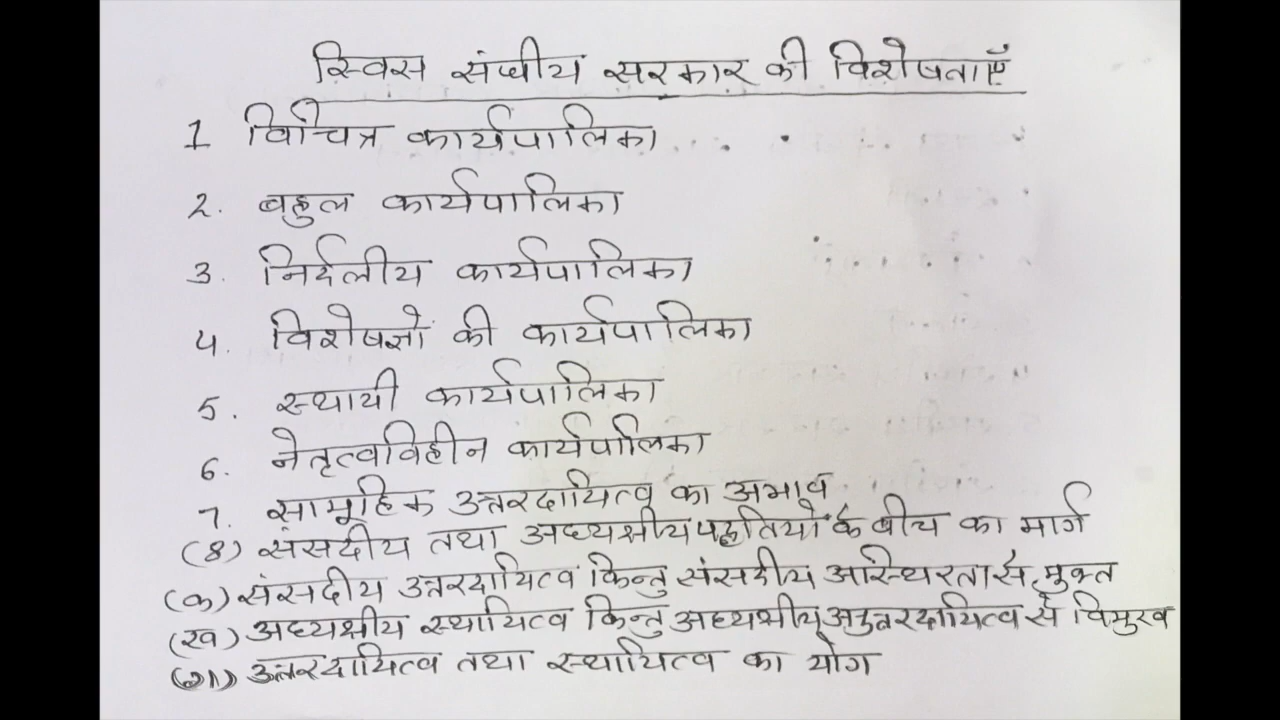 स्विस संघीय सरकार की विशेषताएँ
1 विचित्र कार्यपालिका
2. बहुल कार्यपालिका
3. निर्दलीय कार्यपालिका
4. विशेषज्ञों की कार्यपालिका
5. स्थायी कार्यपालिका
6. नेतृत्वविहीन कार्यपालिका
7. सामूहिक उत्तरदायित्व का अभाव
(8) संसदीय तथा अध्यक्षीय पद्धतियों के बीच का मार्ग
(क) संसदीय उत्तरदायित्व किन्तु संसदीय अस्थिरता से मुक्त
(ख) अध्यक्षीय स्थायित्व किन्तु अध्यक्षीय अनुत्तरदायित्व से विमुख
(ग) उत्तरदायित्व तथा स्थायित्व का योग